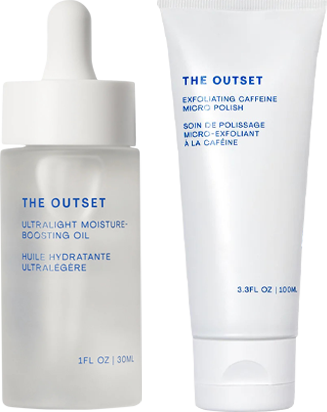 THE OUTSET
ULTRALIGHT MOISTURE-
BOOSTING OIL
HUILE HYDRATANTE
ULTRALÉGÈRE
1FL OZ | 30ML
THE OUTSET
EXFOLIATING CAFFEINE
MICRO POLISH
SOIN DE POLISSAGE
MICRO-EXFOLIANT
À LA CAFÉINE
3.3FL OZ | 100ML